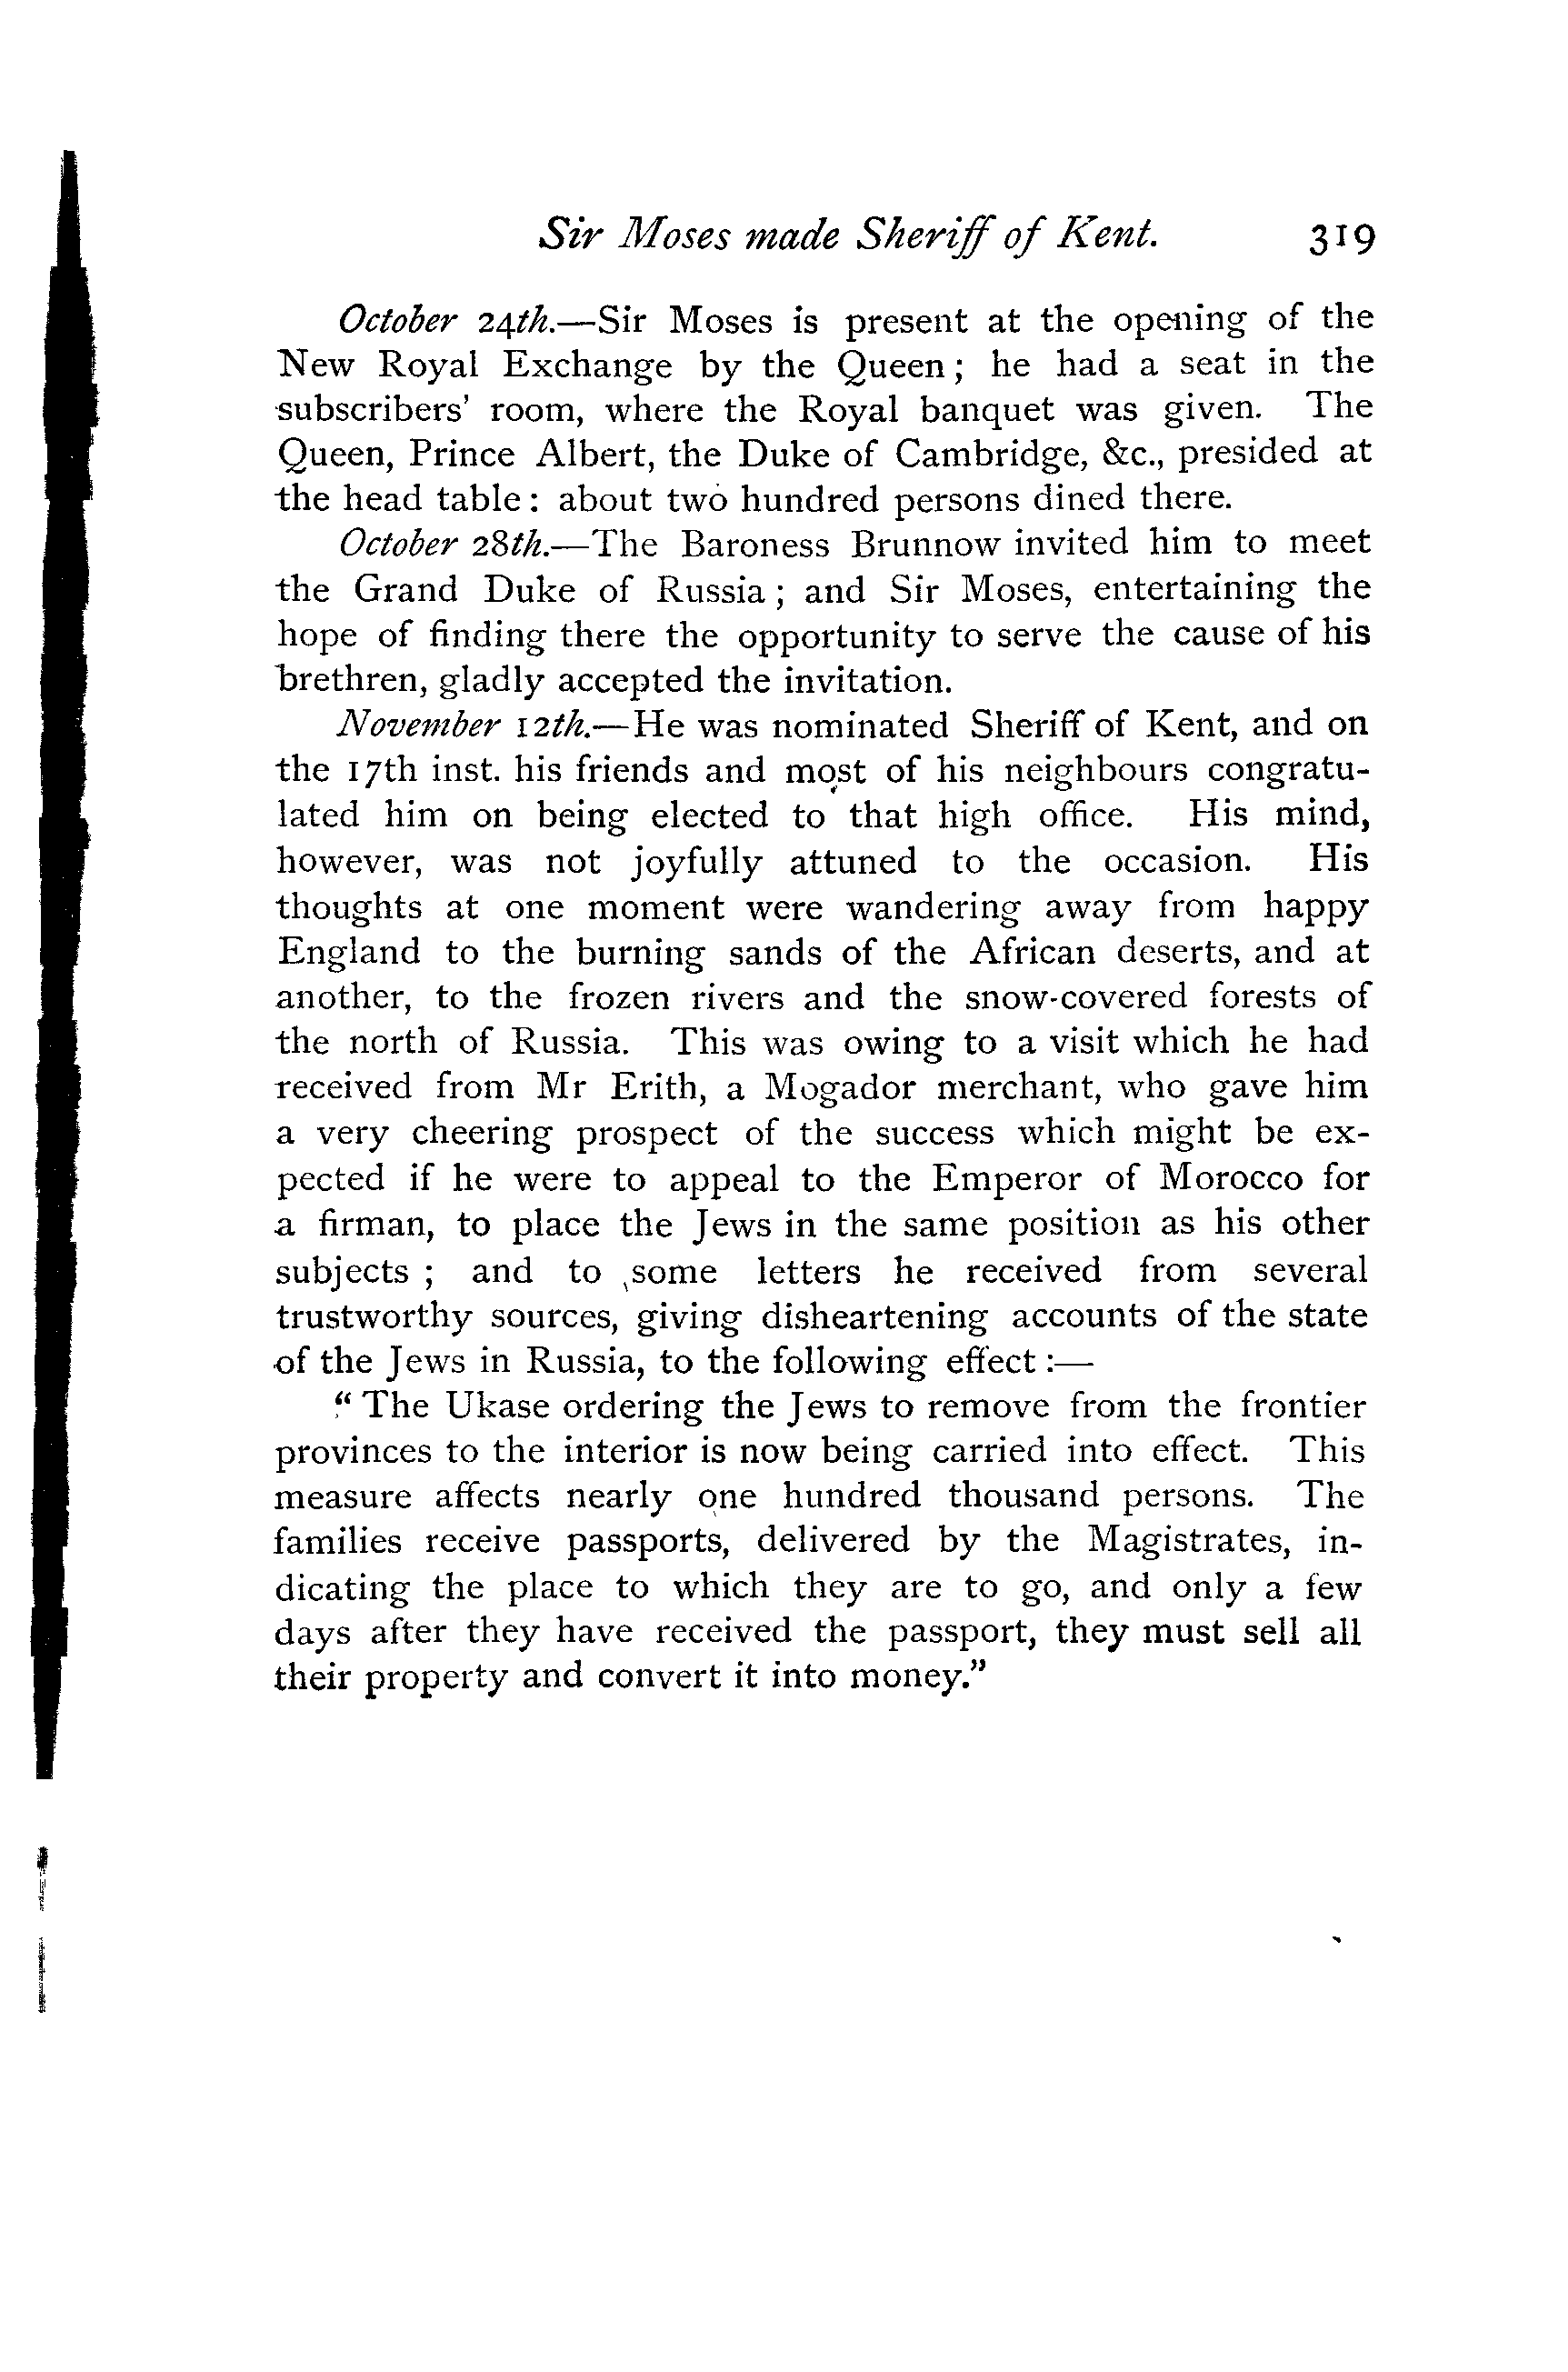 Sir Moses made Sheriff of Kent. 319
October 24th.—Sir Moses is present at the opening of the
New Royal Exchange by the Queen; he had a seat in the
subscribers' room, where the Royal banquet was given. The
Queen, Prince Albert, the Duke of Cambridge, &c., presided at
the head table: about two hundred persons dined there.
October 28th.—The Baroness Brunnow invited him to meet
the Grand Duke of Russia; and Sir Moses, entertaining the
hope of finding there the opportunity to serve the cause of his
brethren, gladly accepted the invitation.
November 12th.—He was nominated Sheriff of Kent, and on
the 17th inst. his friends and most of his neighbours congratu-
lated him on being elected to that high office. His mind,
however, was not joyfully attuned to the occasion. His
thoughts at one moment were wandering away from happy
England to the burning sands of the African deserts, and at
another, to the frozen rivers and the snow-covered forests of
the north of Russia. This was owing to a visit which he had
received from Mr Erith, a Mogador merchant, who gave him
a very cheering prospect of the success which might be ex-
pected if he were to appeal to the Emperor of Morocco for
a firman, to place the Jews in the same position as his other
subjects; and to some letters he received from several
trustworthy sources, giving disheartening accounts of the state
of the Jews in Russia, to the following effect:—
"The Ukase ordering the Jews to remove from the frontier
provinces to the interior is now being carried into effect. This
measure affects nearly one hundred thousand persons. The
families receive passports, delivered by the Magistrates, in-
dicating the place to which they are to go, and only a few
days after they have received the passport, they must sell all
their property and convert it into money."